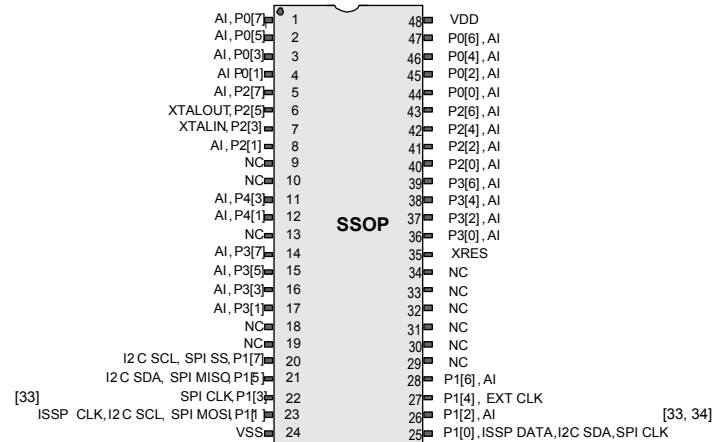 AI, P0[7] 1 48 VDD
AI, P0[5] 2 47 P0[6], AI
AI, P0[3] 3 46 P0[4], AI
AI P0[1] 4 45 P0[2], AI
AI, P2[7] 5 44 P0[0], AI
XTALOUT, P2[5] 6 43 P2[6], AI
XTALIN, P2[3] 7 42 P2[4], AI
AI, P2[1] 8 41 P2[2], AI
NC 9 40 P2[0], AI
NC 10 39 P3[6], AI
AI, P4[3] 11 38 P3[4], AI
AI, P4[1] 12 SSOP 37 P3[2], AI
NC 13 36 P3[0], AI
AI, P3[7] 14 35 XRES
AI, P3[5] 15 34 NC
AI, P3[3] 16 33 NC
AI, P3[1] 17 32 NC
NC 18 31 NC
NC 19 30 NC
I2C SCL, SPI SS, P1[7] 20 29 NC
I2C SDA, SPI MISO, P1[5] 21 28 P1[6], AI
[33] SPI CLK, P1[3] 22 27 P1[4], EXT CLK
ISSP CLK, I2C SCL, SPI MOSI, P1[1] 23 26 P1[2], AI [33, 34]
VSS 24 25 P1[0], ISSP DATA, I2C SDA, SPI CLK